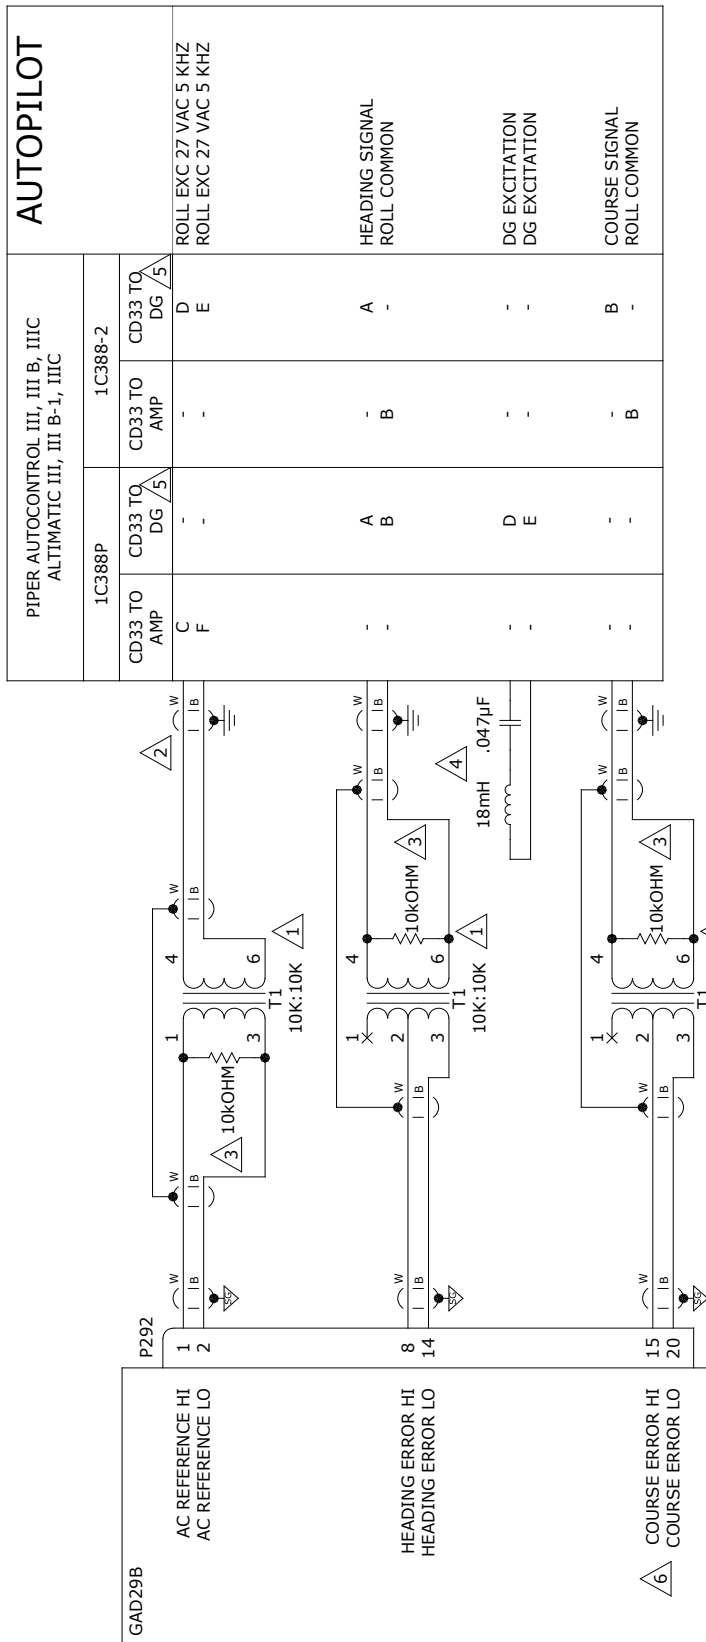 GAD29B
P292
AC REFERENCE HI
AC REFERENCE LO
1
2
W
B
SG
W
B
3
10kOHM
1
3
T1
10K:10K
4
6
1
W
B
2
W
B
HEADING ERROR HI
HEADING ERROR LO
8
14
W
B
SG
W
B
1
2
3
T1
10K:10K
4
6
1
10kOHM
3
W
B
W
B
18mH
.047µF
4
6
COURSE ERROR HI
COURSE ERROR LO
15
20
W
B
SG
W
B
1
2
3
T1
4
6
10kOHM
3
W
B
W
B
PIPER AUTOCONTROL III, III B, IIIC
ALTIMATIC III, III B-1, IIIC
AUTOPILOT
1C388P
1C388-2
CD33 TO
AMP
CD33 TO
DG
5
CD33 TO
AMP
CD33 TO
DG
5
C - - D ROLL EXC 27 VAC 5 KHZ
F - - E ROLL EXC 27 VAC 5 KHZ
- A - A HEADING SIGNAL
- B B - ROLL COMMON
- D - - DG EXCITATION
- E - - DG EXCITATION
- - - B COURSE SIGNAL
- - B - ROLL COMMON